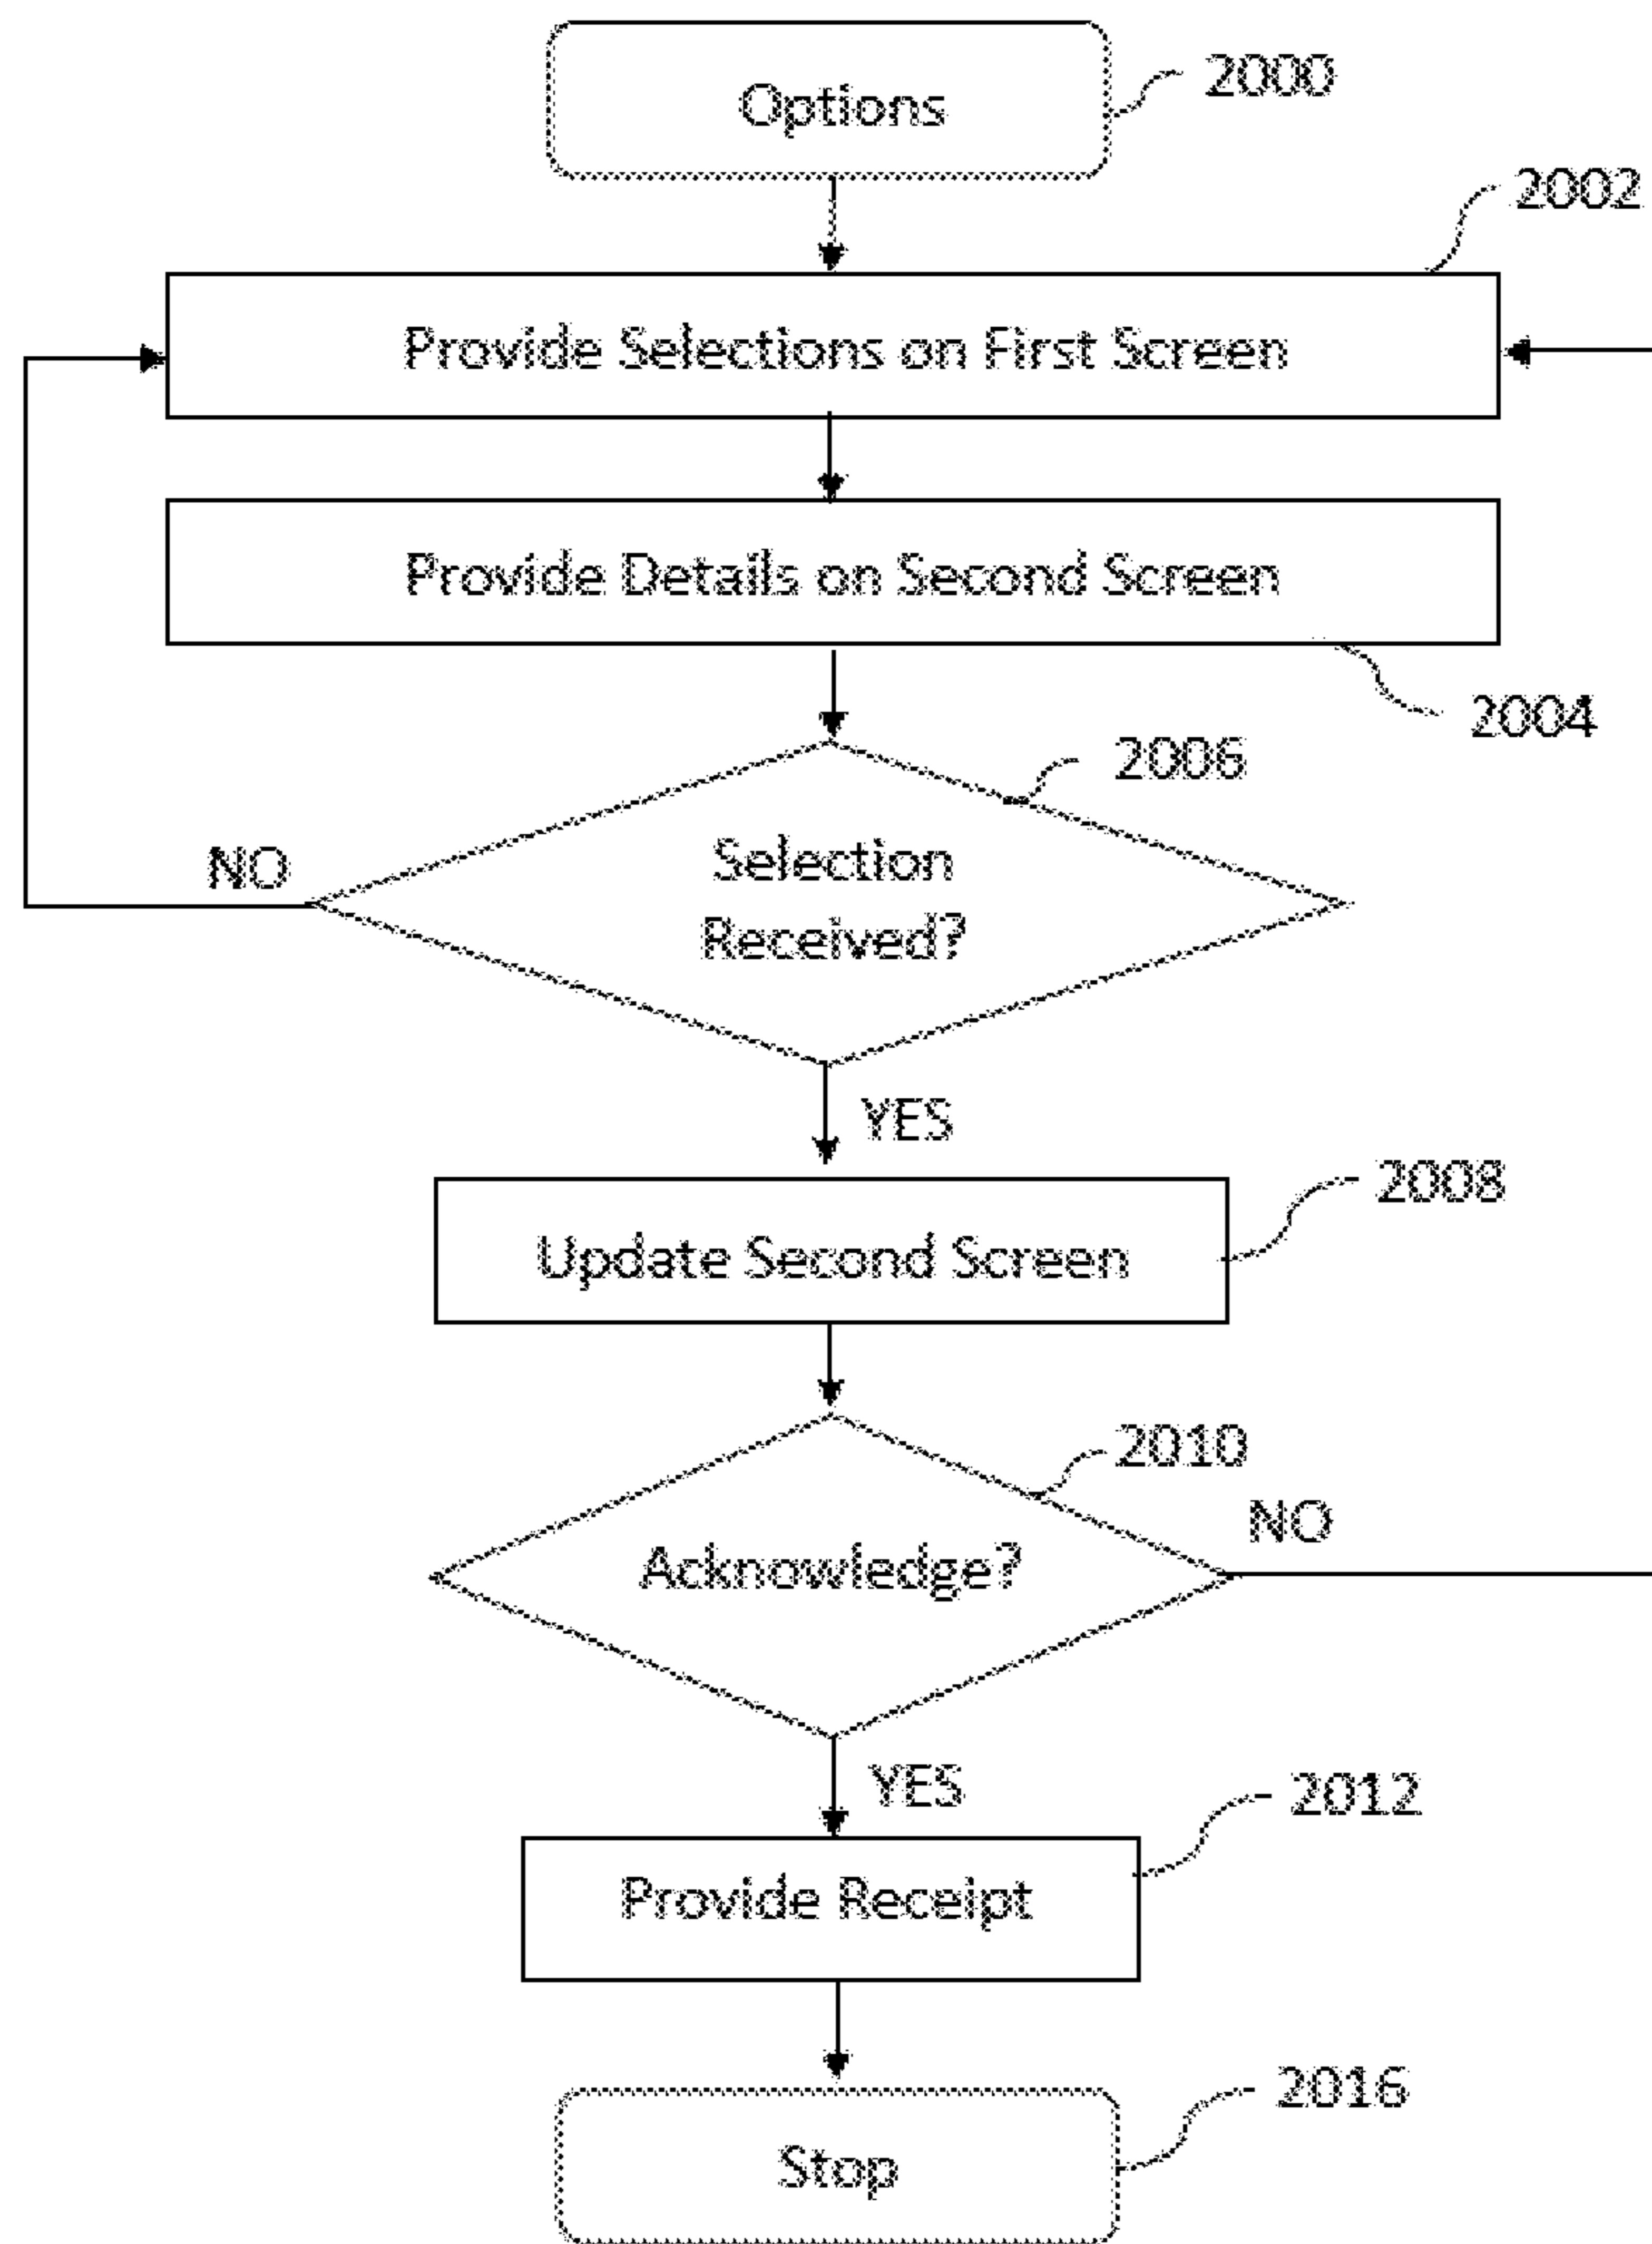 Options
2000
2002
Provide Selections on First Screen
Provide Details on Second Screen
2004
2006
Selection
Received?
NO
YES
2008
Update Second Screen
2010
Acknowledge?
NO
YES
2012
Provide Receipt
2016
Stop